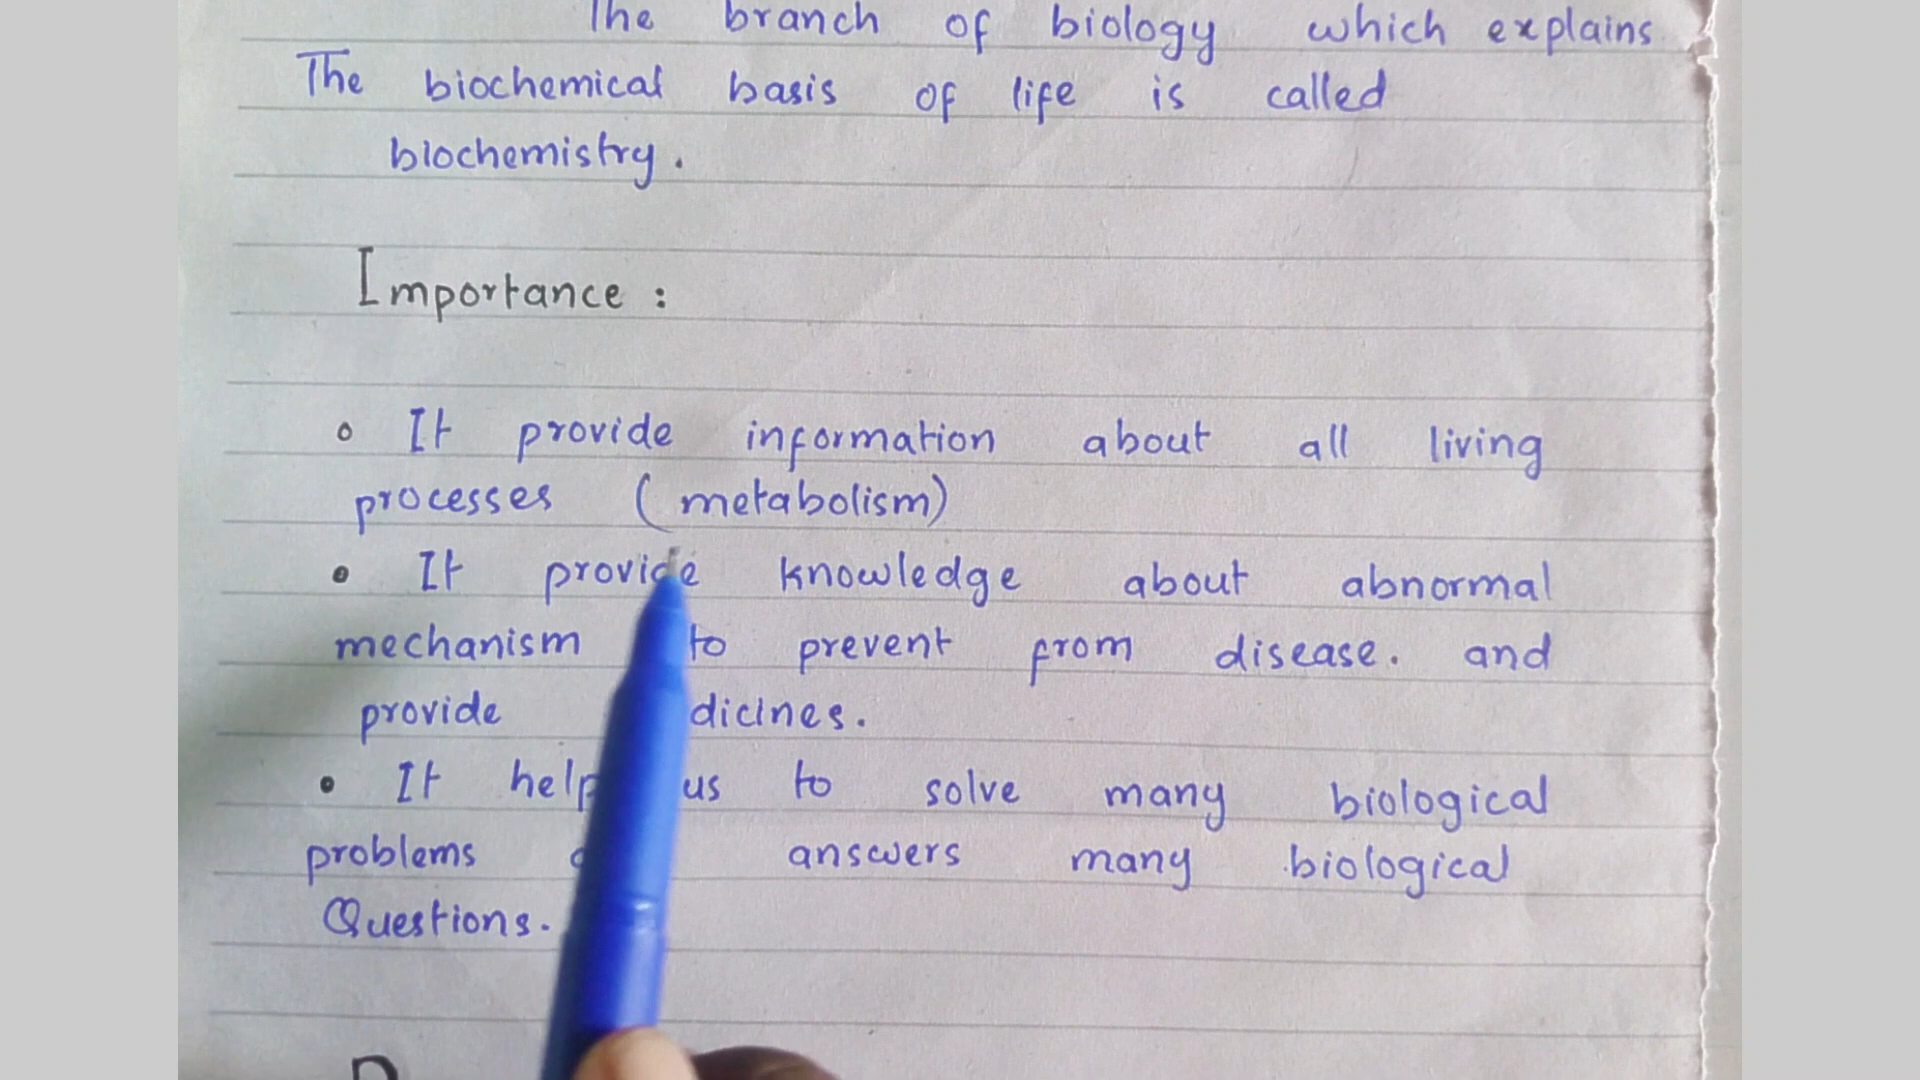 The branch of biology which explains
The biochemical basis of life is called
biochemistry.
Importance :
It provide information about all living
processes (metabolism)
It provide knowledge about abnormal
mechanism to prevent from disease. and
provide dicines.
It help us to solve many biological
problems answers many biological
Questions.